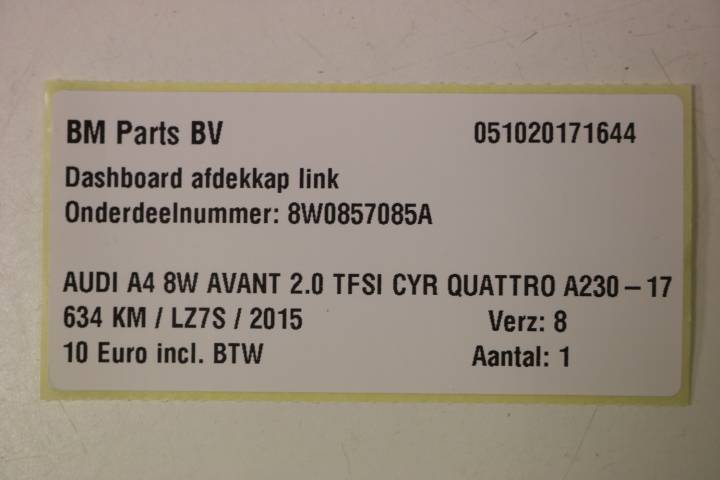 BM Parts BV 051020171644
Dashboard afdekkap link
Onderdeelnummer: 8W0857085A
AUDI A4 8W AVANT 2.0 TFSI CYR QUATTRO A230 – 17
634 KM / LZ7S / 2015 Verz: 8
10 Euro incl. BTW Aantal: 1